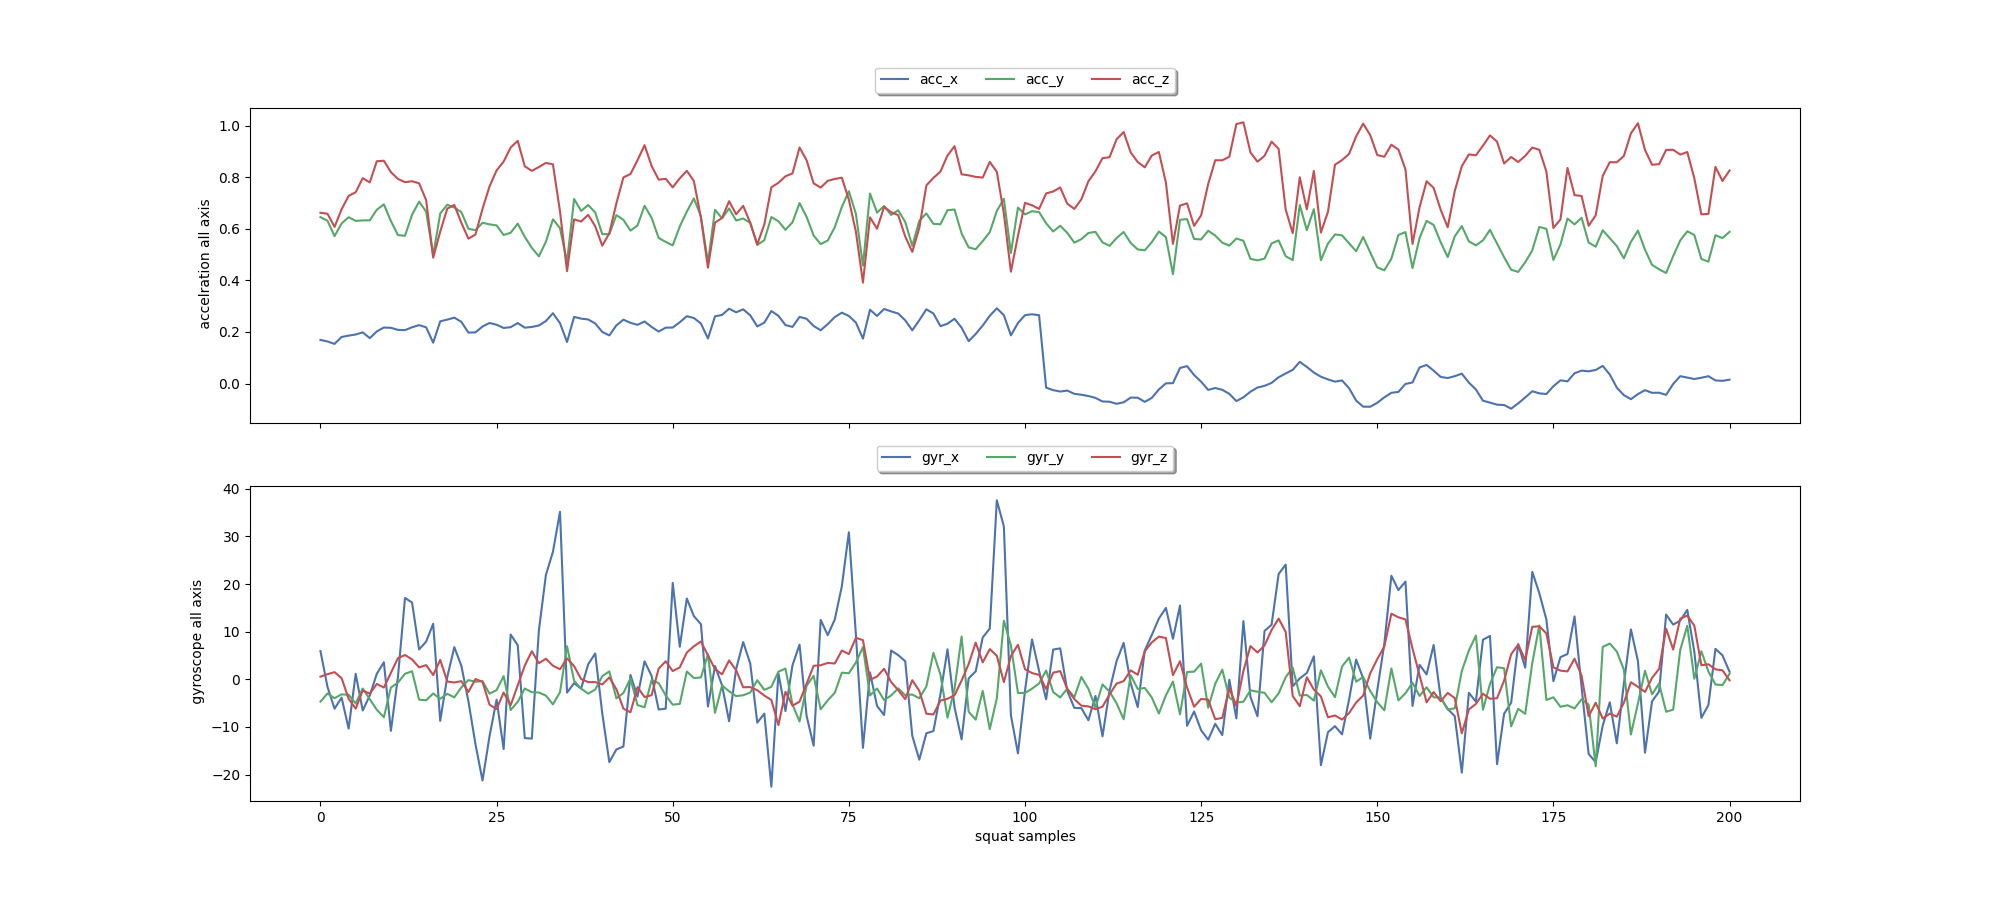 acc_x acc_y acc_z
1.0
0.8
0.6
0.4
0.2
0.0
accelration all axis
gyr_x gyr_y gyr_z
40
30
20
10
0
−10
−20
gyroscope all axis
0 25 50 75 100 125 150 175 200
squat samples